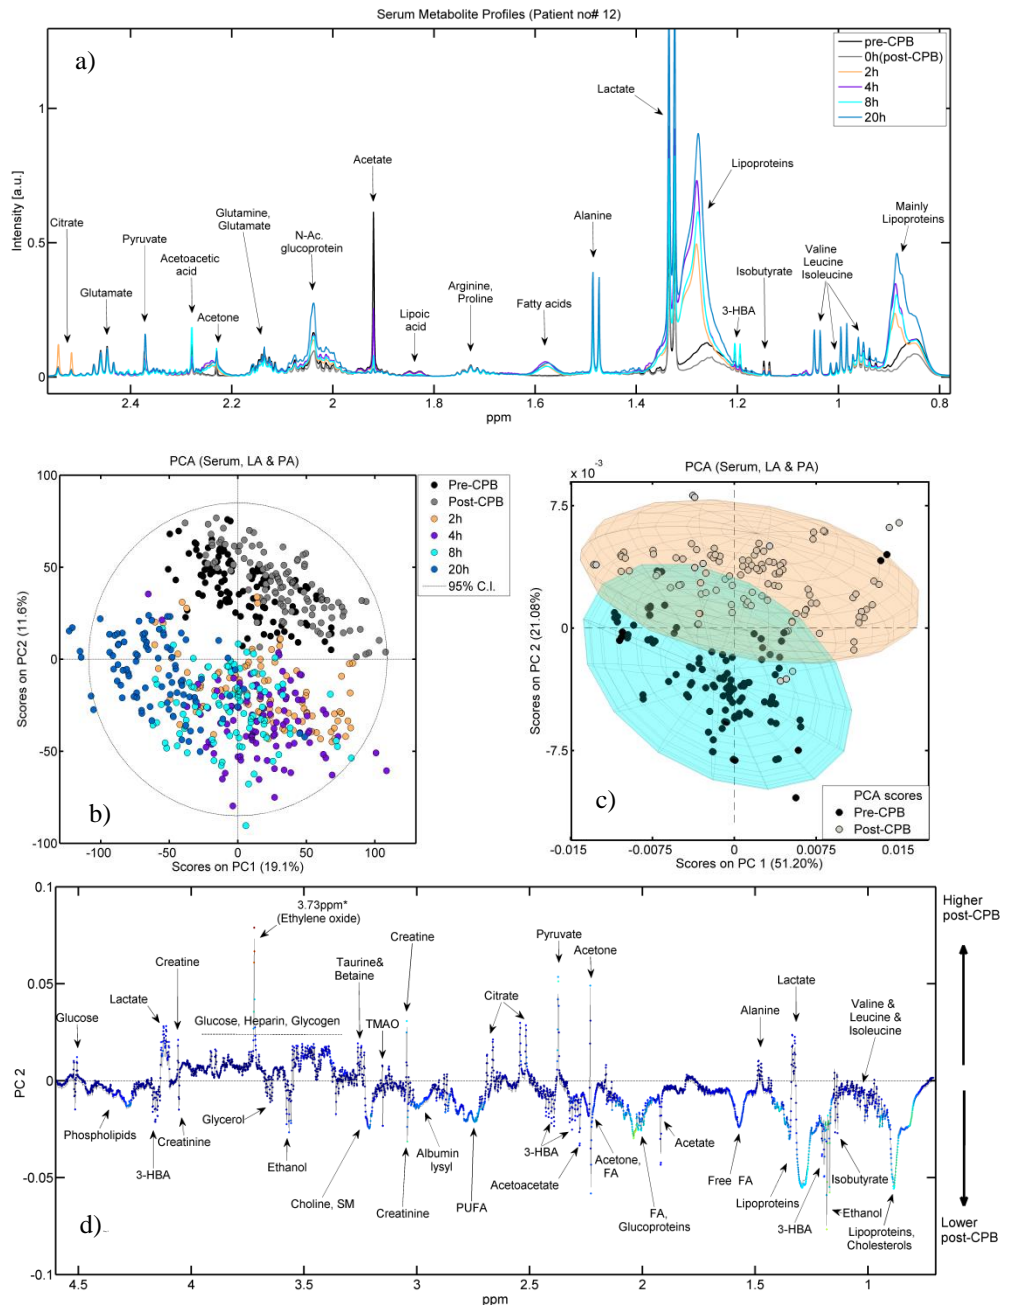 Serum Metabolite Profiles (Patient no# 12)
a)
pre-CPB
0h(post-CPB)
2h
4h
8h
20h
Lactate
Acetate
Lipoproteins
Citrate
Pyruvate
Glutamine,
Glutamate
N-Ac.
glucoprotein
Alanine
Mainly
Lipoproteins
Acetoacetic
acid
Valine
Leucine
Isoleucine
Isobutyrate
Glutamate
Acetone
Arginine,
Proline
Lipoic
acid
Fatty acids
3-HBA
Intensity [a.u.]
1
0.5
0
2.4
2.2
2
1.8
1.6
1.4
1.2
1
0.8
ppm
PCA (Serum, LA & PA)
100
50
0
-50
-100
Scores on PC2 (11.6%)
Pre-CPB
Post-CPB
2h
4h
8h
20h
95% C.I.
b)
-100
-50
0
50
100
Scores on PC1 (19.1%)
PCA (Serum, LA & PA)
x 10-3
7.5
0
-7.5
Scores on PC 2 (21.08%)
c)
PCA scores
Pre-CPB
Post-CPB
-0.015
-0.0075
0
0.0075
0.015
Scores on PC 1 (51.20%)
0.1
0.05
0
-0.05
-0.1
PC 2
3.73ppm*
(Ethylene oxide)
Higher
post-CPB
Creatine
Creatine
Taurine&
Betaine
Pyruvate
Acetone
Lactate
Glucose
Lactate
Glucose, Heparin, Glycogen
TMAO
Citrate
Alanine
Valine &
Leucine &
Isoleucine
Phospholipids
3-HBA
Creatinine
Glycerol
Ethanol
Choline, SM
Creatinine
Albumin
lysyl
PUFA
3-HBA
Acetoacetate
Acetone,
FA
FA,
Glucoproteins
Acetate
Free FA
Lipoproteins
3-HBA
Isobutyrate
Ethanol
Lipoproteins,
Cholesterols
Lower
post-CPB
d)
4.5
4
3.5
3
2.5
2
1.5
1
ppm